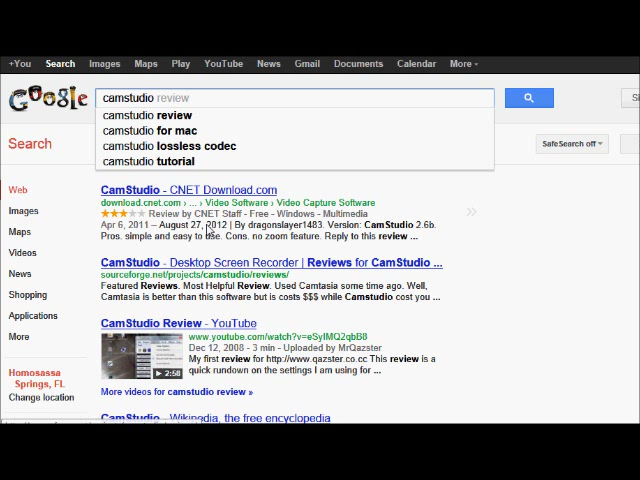 +You Search Images Maps Play YouTube News Gmail Documents Calendar More
Google camstudio review
camstudio review
camstudio for mac
camstudio lossless codec
camstudio tutorial
Search SafeSearch off
Web
Images
Maps
Videos
News
Shopping
Applications
More
Homosassa
Springs, FL
Change location
CamStudio - CNET Download.com
download.cnet.com › ... › Video Software › Video Capture Software
Review by CNET Staff - Free - Windows - Multimedia
Apr 6, 2011 – August 27, 2012 | By dragonslayer1483. Version: CamStudio 2.6b.
Pros. simple and easy to use. Cons. no zoom feature. Reply to this review ...
CamStudio - Desktop Screen Recorder | Reviews for CamStudio ...
sourceforge.net/projects/camstudio/reviews/
Featured Reviews. Most Helpful Review. Used Camtasia some time ago. Well,
Camtasia is better than this software but is costs $$$ while Camstudio cost you ...
CamStudio Review - YouTube
www.youtube.com/watch?v=eSyIMQ2qbB8
Dec 12, 2008 - 3 min - Uploaded by MrQazster
My first review for http://www.qazster.co.cc This review is a
quick rundown on the settings I am using for ...
2:58
More videos for camstudio review »
CamStudio - Wikipedia, the free encyclopedia